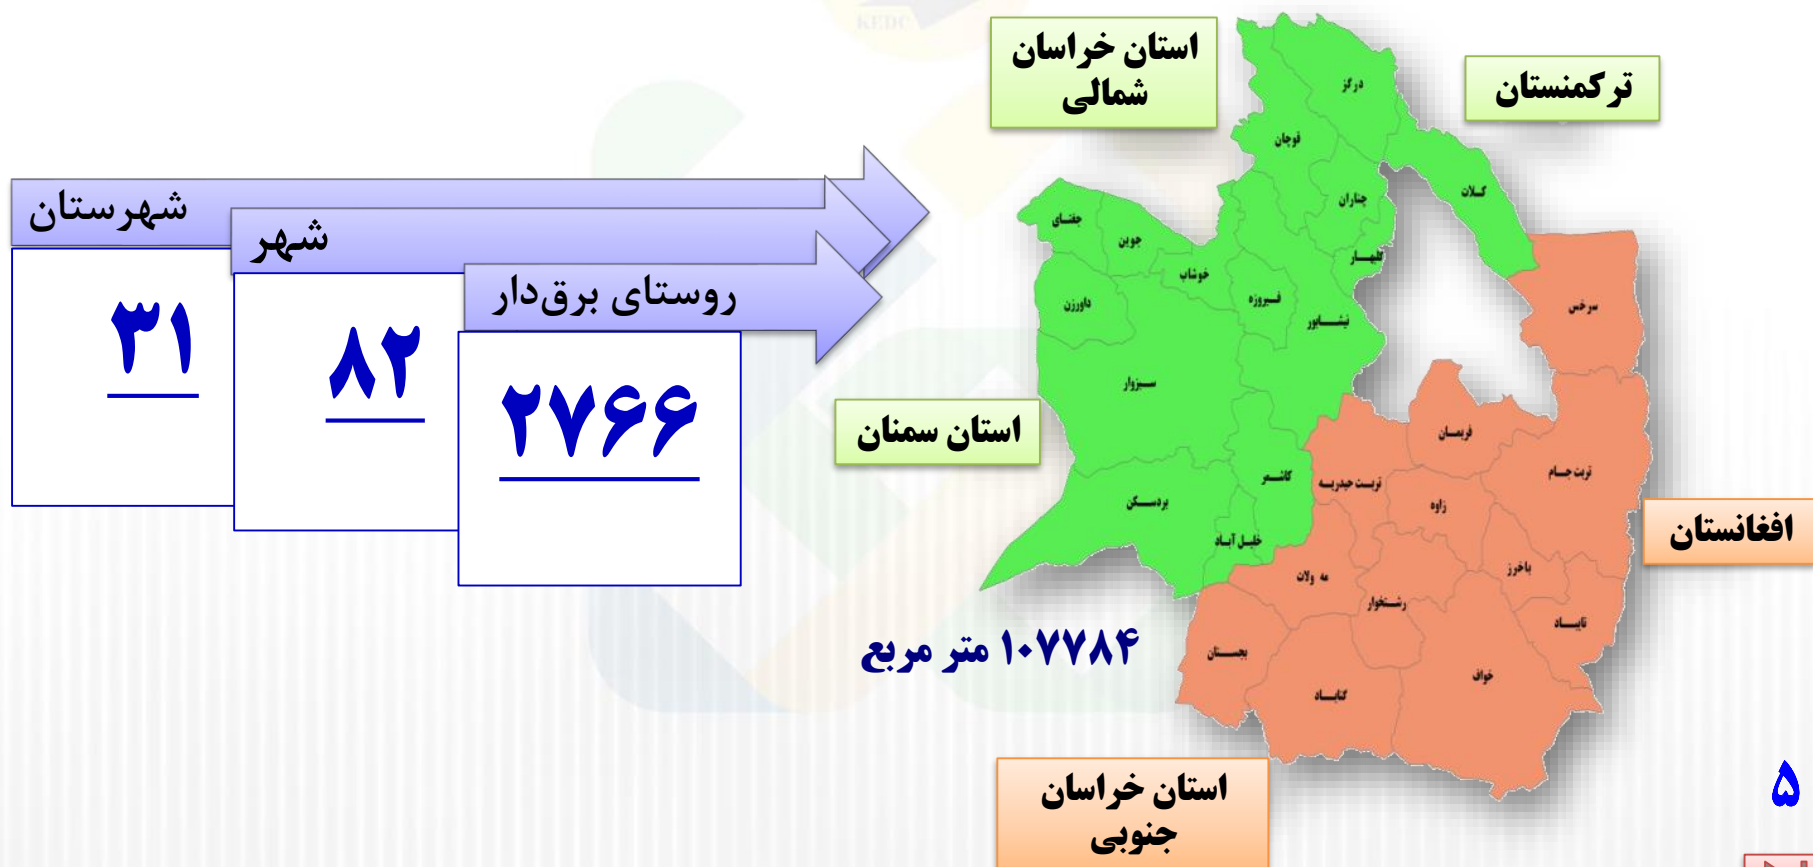 KEDC
استان خراسان
شمالی
ترکمنستان
شهرستان
۳۱
شهر
۸۲
روستای برق‌دار
۲۷۶۶
درگز
قوچان
چناران
کلات
گلبهار
جغتای
جوین
خوشاب
فیروزه
نیشابور
داورزن
سرخس
سبزوار
استان سمنان
فریمان
تربت جام
کاشمر
تربت حیدریه
زاوه
بردسکن
خلیل آباد
افغانستان
باخرز
مه ولات
رشتخوار
تایباد
۱۰۷۷۸۴ متر مربع
بجستان
خواف
گناباد
استان خراسان
جنوبی
۵